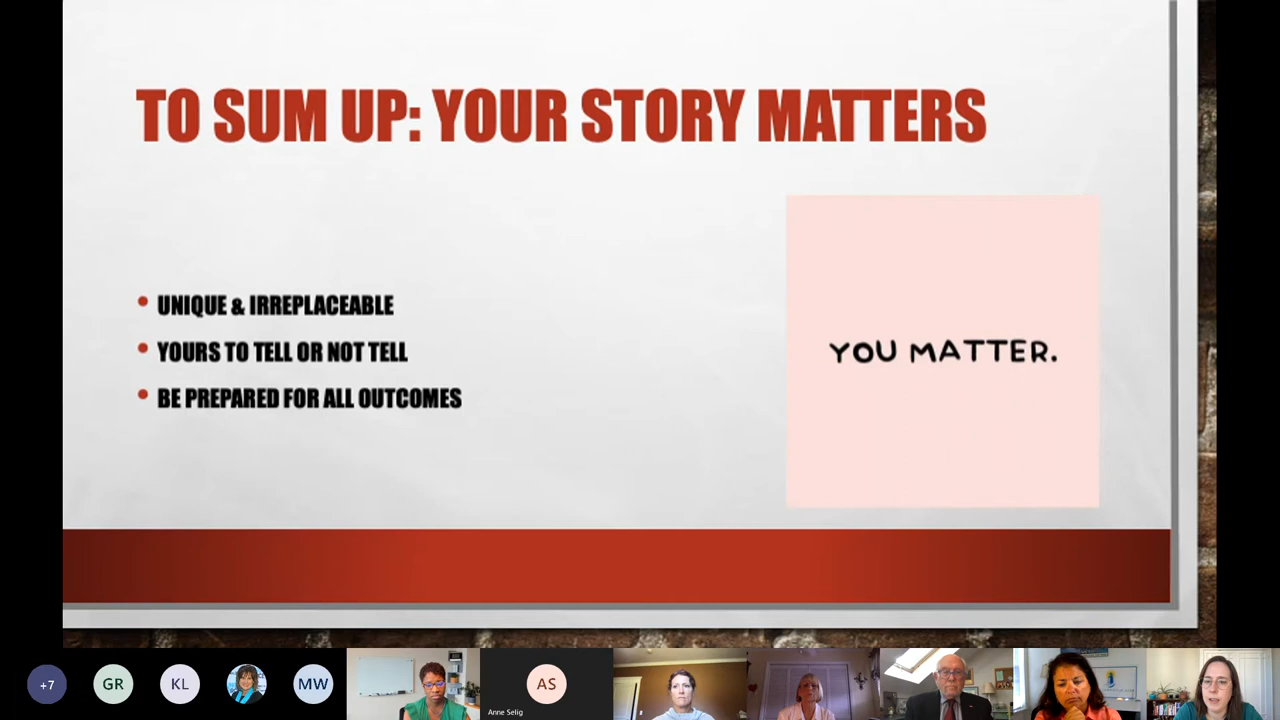 TO SUM UP: YOUR STORY MATTERS
UNIQUE & IRREPLACEABLE
YOURS TO TELL OR NOT TELL
BE PREPARED FOR ALL OUTCOMES
YOU MATTER.
+7
GR
KL
MW
AS
Anne Selig